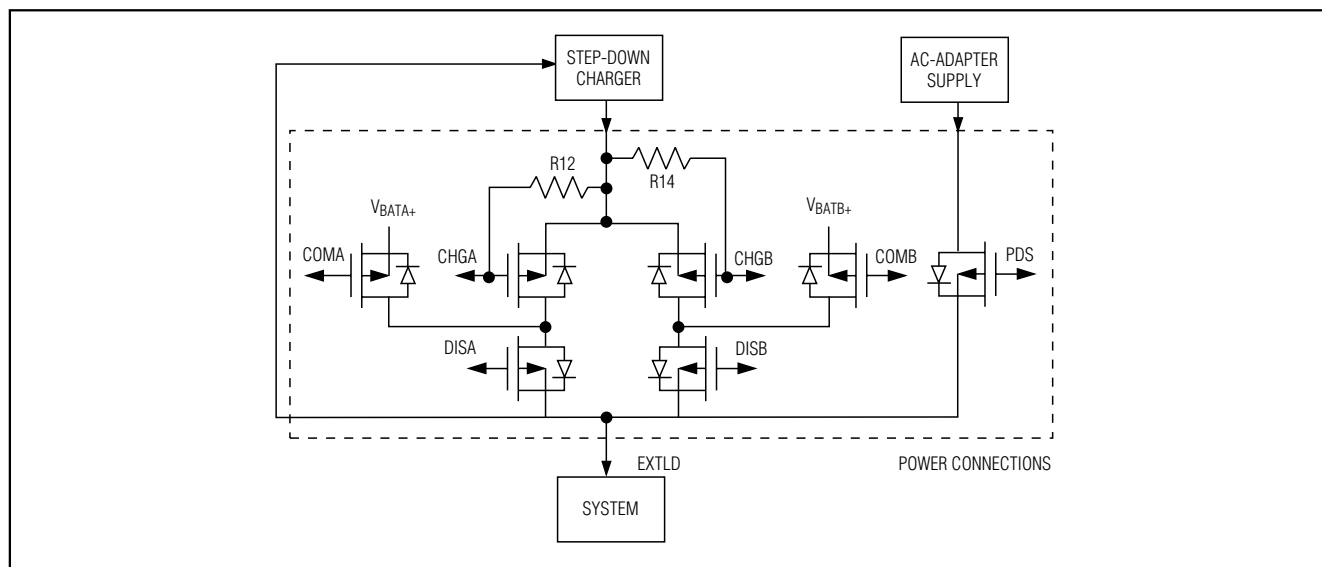 STEP-DOWN
CHARGER
AC-ADAPTER
SUPPLY
R12
R14
VBATA+
VBATB+
COMA
CHGA
CHGB
COMB
PDS
DISA
DISB
EXTLD
POWER CONNECTIONS
SYSTEM